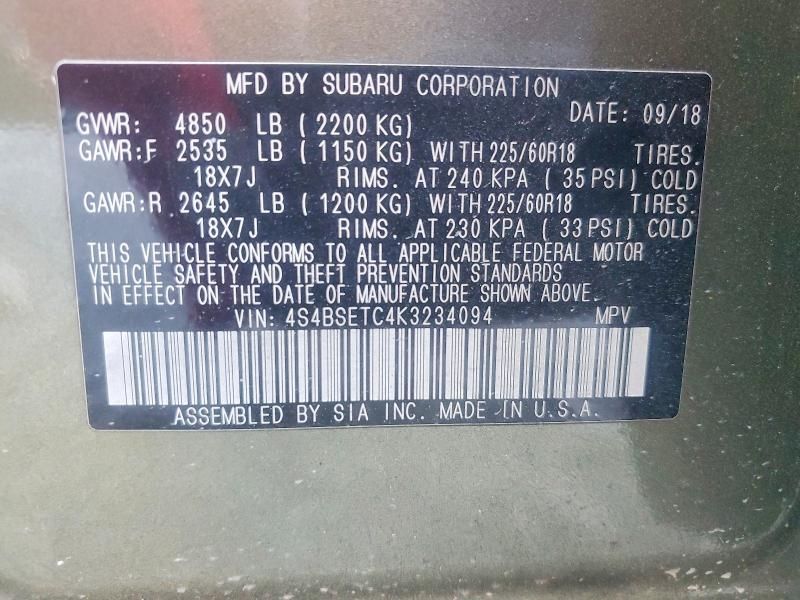 MFD BY SUBARU CORPORATION
DATE: 09/18
GVWR: 4850 LB (2200 KG)
GAWR:F 2535 LB (1150 KG) WITH 225/60R18 TIRES.
18X7J RIMS. AT 240 KPA (35 PSI) COLD
GAWR:R 2645 LB (1200 KG) WITH 225/60R18 TIRES.
18X7J RIMS. AT 230 KPA (33 PSI) COLD
THIS VEHICLE CONFORMS TO ALL APPLICABLE FEDERAL MOTOR
VEHICLE SAFETY AND THEFT PREVENTION STANDARDS
IN EFFECT ON THE DATE OF MANUFACTURE SHOWN ABOVE.
VIN: 4S4BSETC4K3234094 MPV
ASSEMBLED BY SIA INC. MADE IN U.S.A.